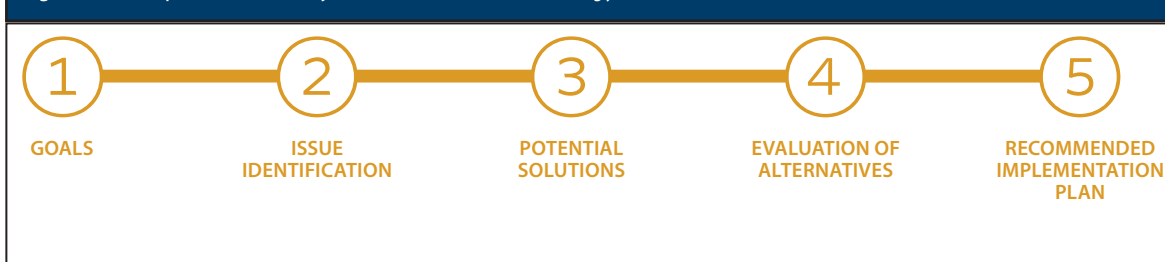 1
2
3
4
5
GOALS
ISSUE
IDENTIFICATION
POTENTIAL
SOLUTIONS
EVALUATION OF
ALTERNATIVES
RECOMMENDED
IMPLEMENTATION
PLAN